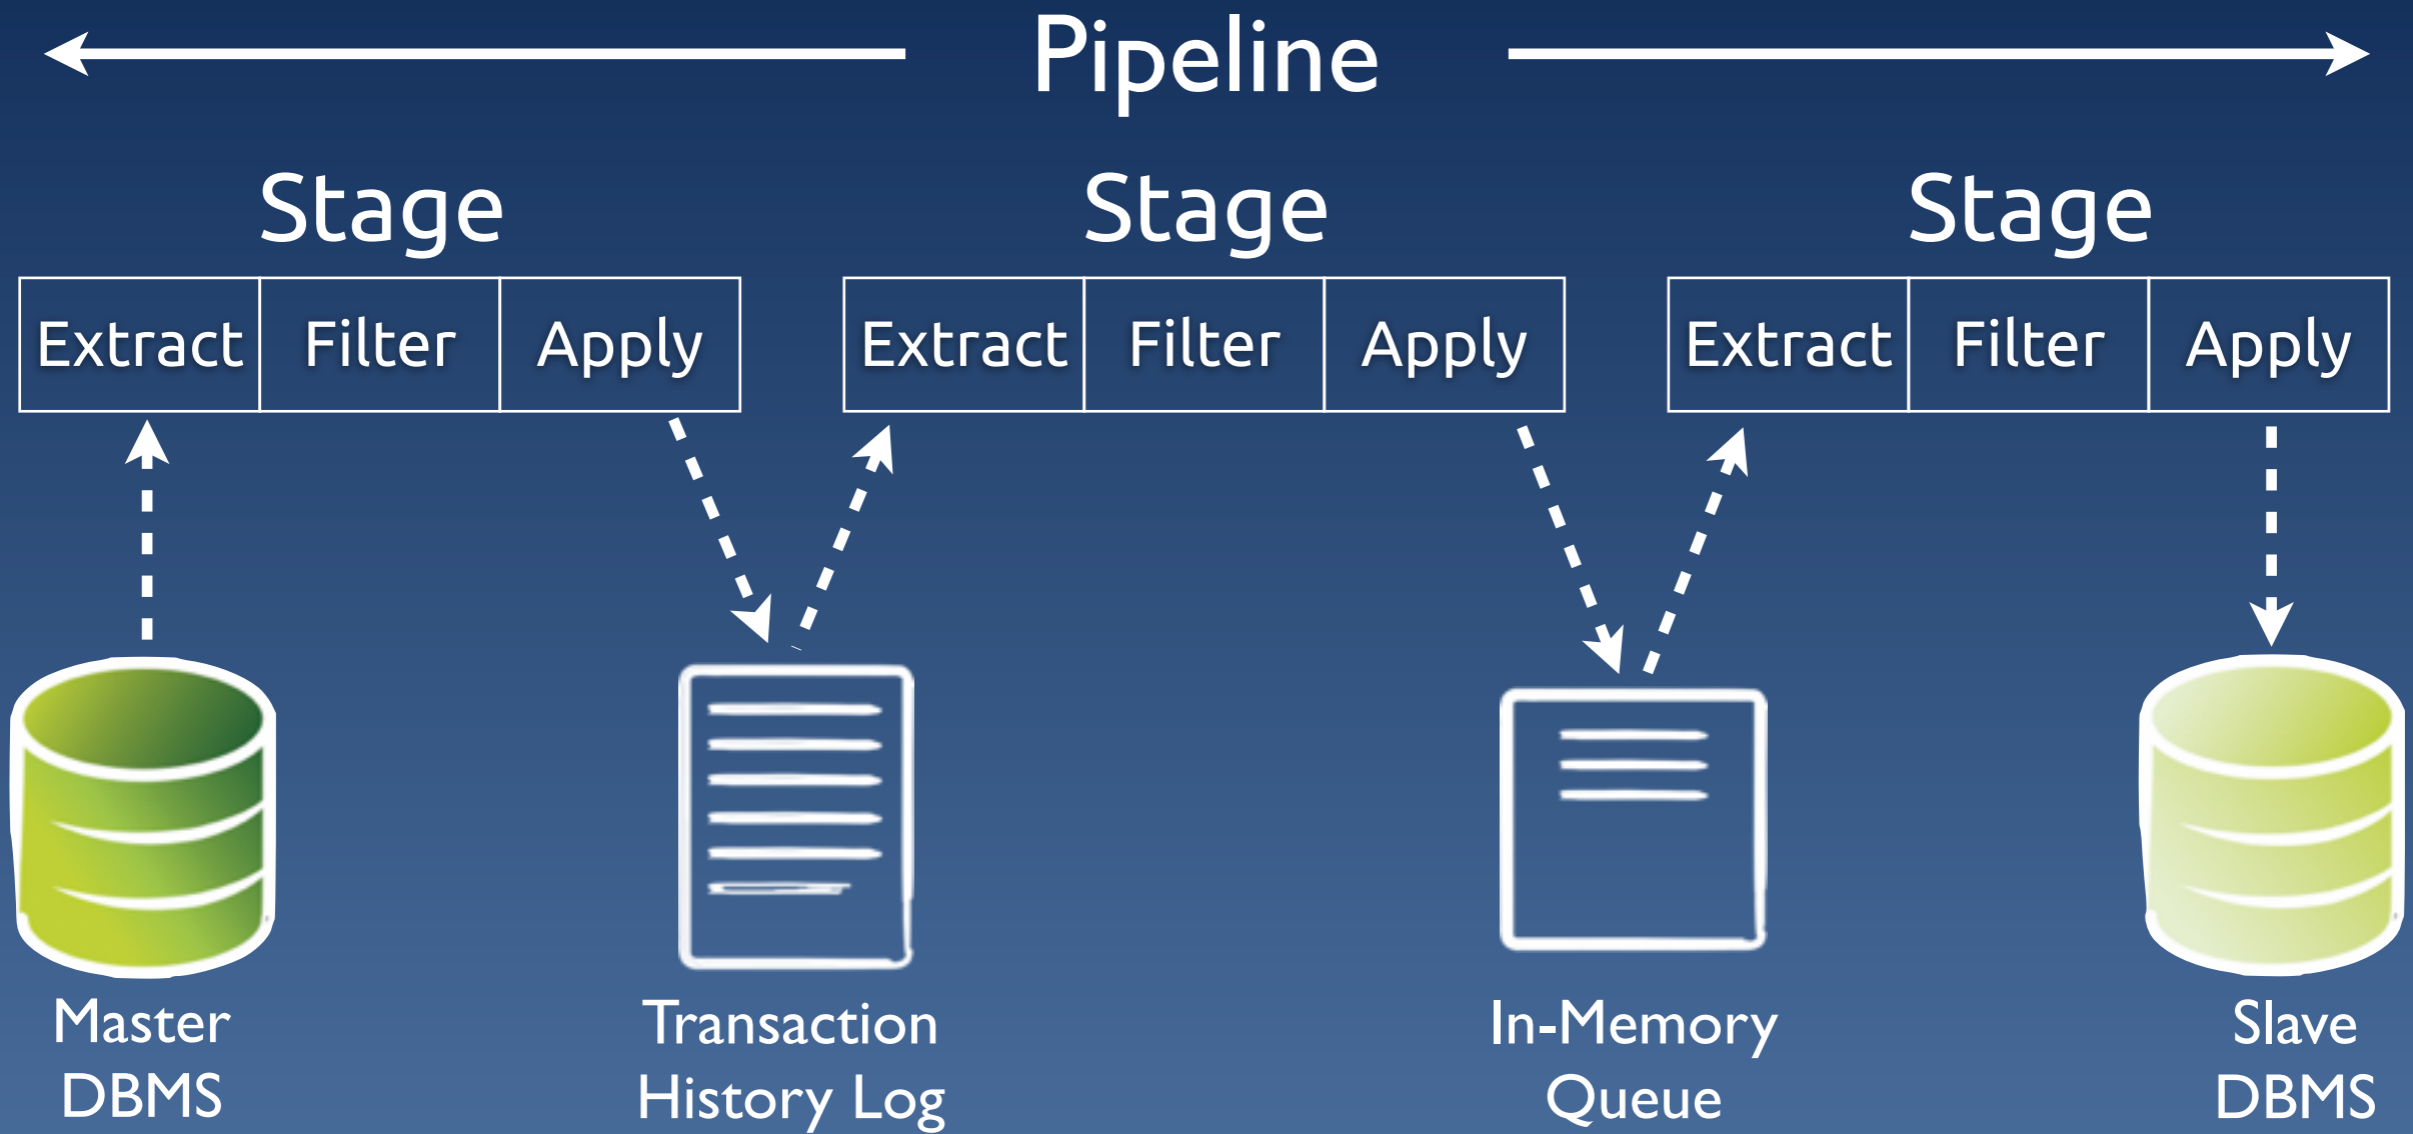 Pipeline
Stage Stage Stage
Extract Filter Apply Extract Filter Apply Extract Filter Apply
Master DBMS
Transaction History Log
In-Memory Queue
Slave DBMS